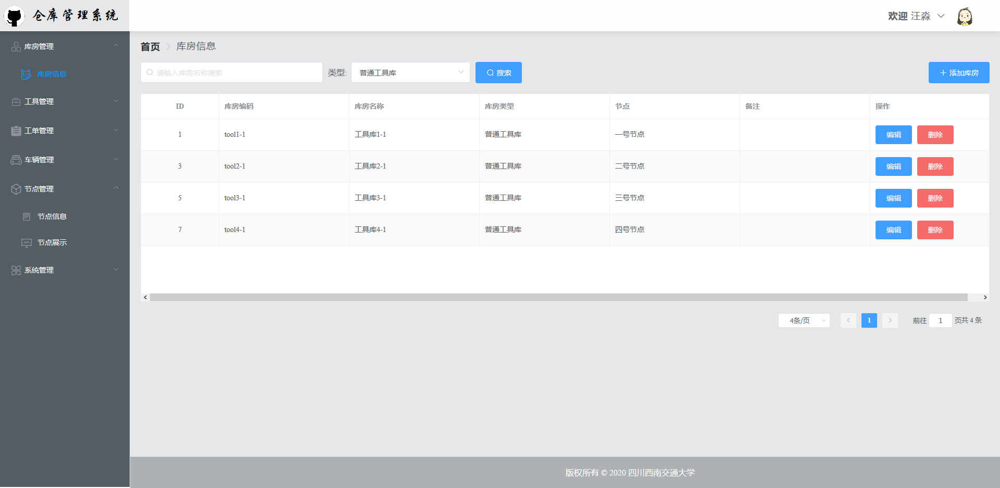 仓库管理系统
欢迎 汪淼
库房管理
库房信息
工具管理
工单管理
车辆管理
节点管理
节点信息
节点展示
系统管理
首页 > 库房信息
请输入库房名称搜索 类型: 普通工具库 搜索 添加库房
ID 库房编码 库房名称 库房类型 节点 备注 操作
1 tool1-1 工具库1-1 普通工具库 一号节点 编辑 删除
3 tool2-1 工具库2-1 普通工具库 二号节点 编辑 删除
5 tool3-1 工具库3-1 普通工具库 三号节点 编辑 删除
7 tool4-1 工具库4-1 普通工具库 四号节点 编辑 删除
4条/页 1 前往 1 页共 4 条
版权所有 © 2020 四川西南交通大学